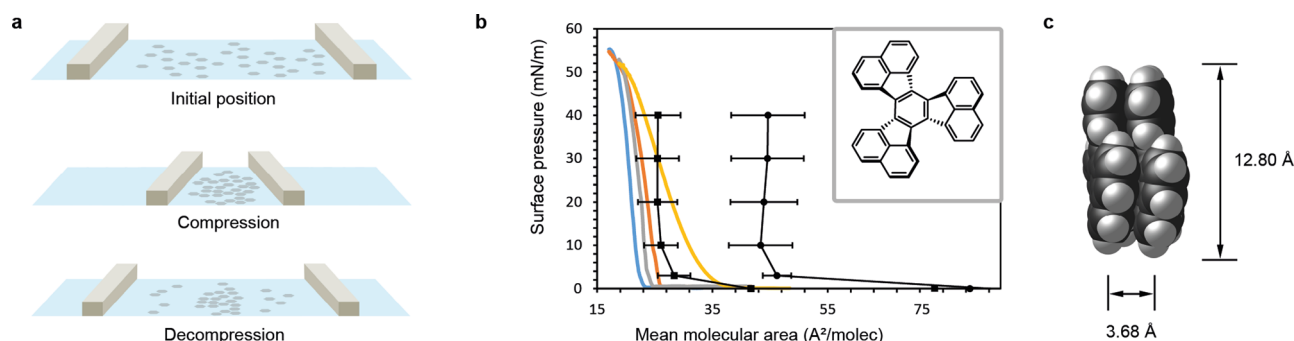 a
Initial position
Compression
Decompression
b
Surface pressure (mN/m)
60
50
40
30
20
10
0
15
35
55
75
Mean molecular area (A²/molec)
c
12.80 Å
3.68 Å